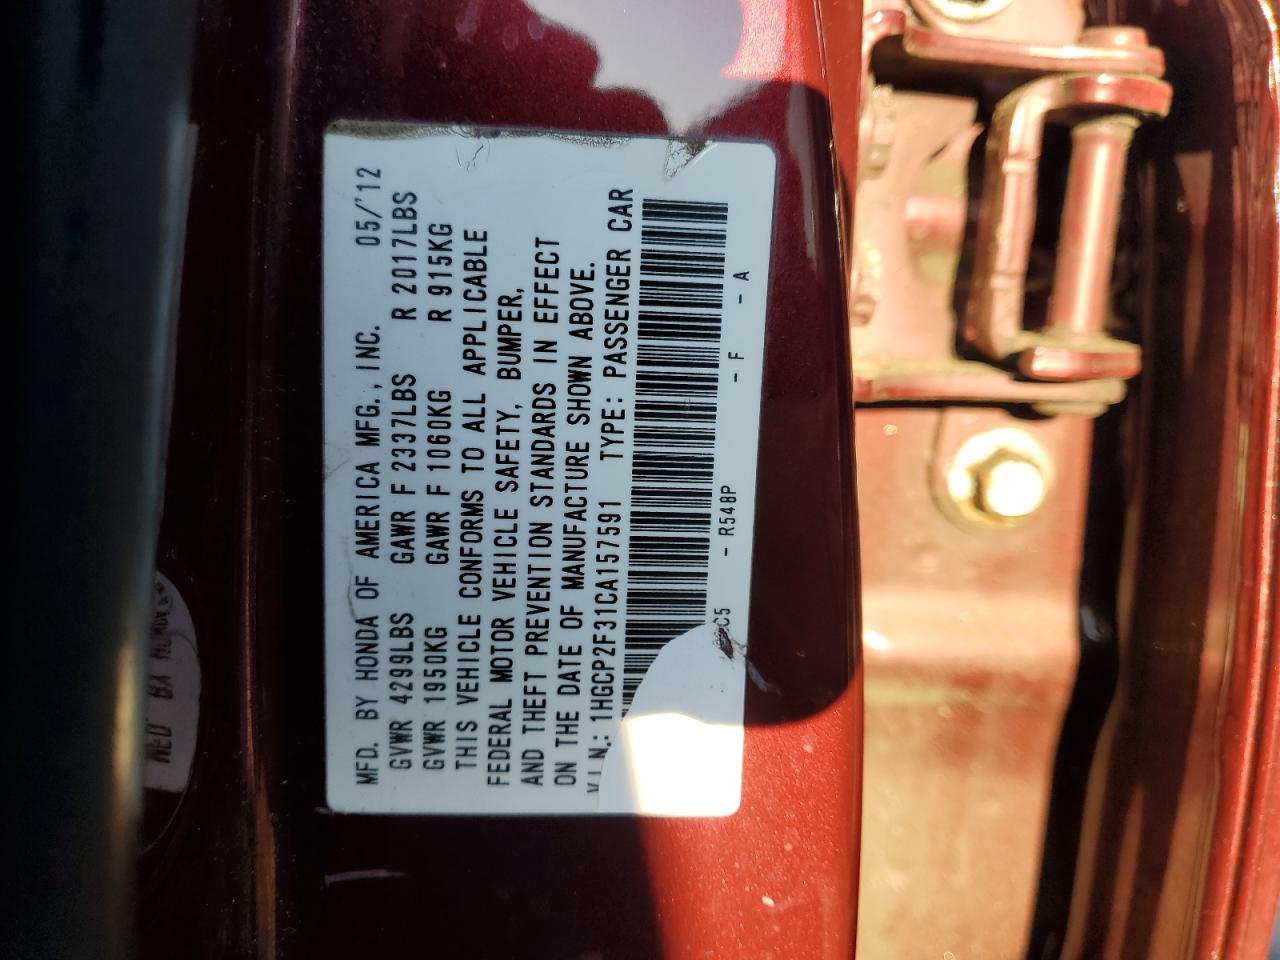 MFD. BY HONDA OF AMERICA MFG., INC. 05/'12
GVWR 4299LBS GAWR F 2337LBS R 2017LBS
GVWR 1950KG GAWR F 1060KG R 915KG
THIS VEHICLE CONFORMS TO ALL APPLICABLE
FEDERAL MOTOR VEHICLE SAFETY, BUMPER,
AND THEFT PREVENTION STANDARDS IN EFFECT
ON THE DATE OF MANUFACTURE SHOWN ABOVE.
V.I.N.: 1HGCP2F31CA157591 TYPE: PASSENGER CAR
C5 - R548P - F - A